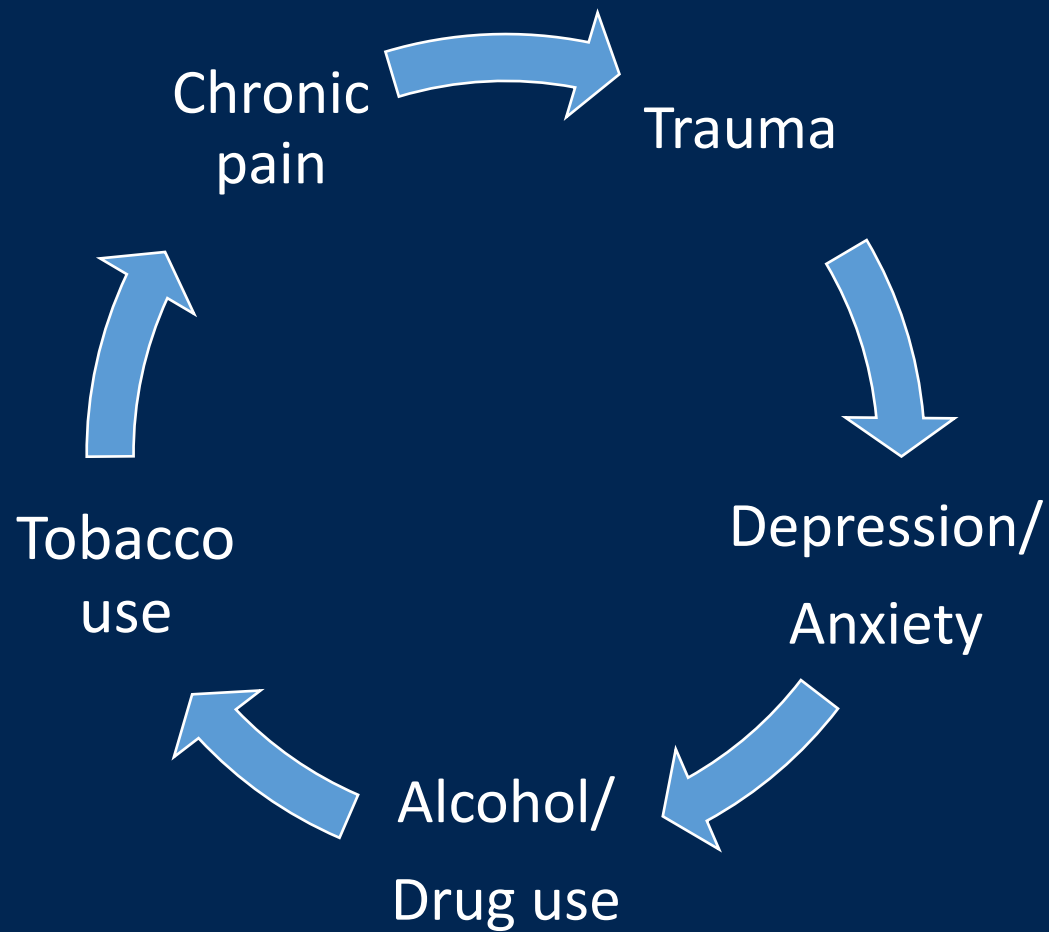 Chronic
pain
Trauma
Depression/
Anxiety
Alcohol/
Drug use
Tobacco
use